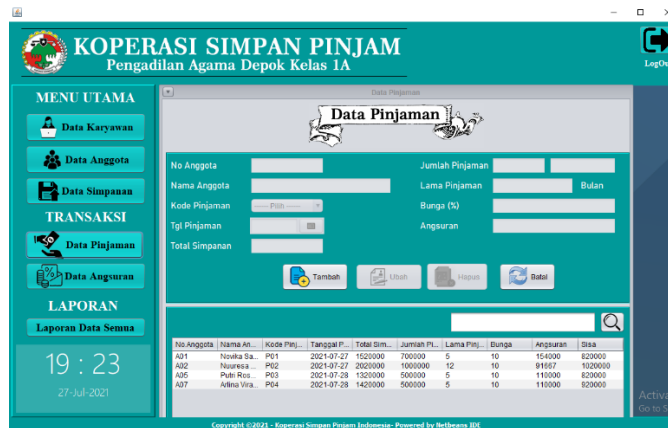 KOPERASI SIMPAN PINJAM
Pengadilan Agama Depok Kelas 1A
LogOu
MENU UTAMA
Data Karyawan
Data Anggota
Data Simpanan
TRANSAKSI
Data Pinjaman
Data Angsuran
LAPORAN
Laporan Data Semua
19 : 23
27-Jul-2021
Data Pinjaman
Data Pinjaman
No Anggota
Jumlah Pinjaman
Nama Anggota
Lama Pinjaman
Bulan
Kode Pinjaman
-----Pilih -----
Bunga (%)
Tgl Pinjaman
Angsuran
Total Simpanan
Tambah
Ubah
Hapus
Batal
No Anggota Nama An... Kode Pinj... Tanggal P... Total Sim... Jumlah Pi... Lama Pinj... Bunga Angsuran Sisa
A01 Novika Sa... P01 2021-07-27 1520000 700000 5 10 154000 820000
A02 Nuuresa ... P02 2021-07-27 2020000 1000000 12 10 91667 1020000
A05 Putri Ros... P03 2021-07-28 1320000 500000 5 10 110000 820000
A07 Arlina Vira... P04 2021-07-28 1420000 500000 5 10 110000 920000
Activa
Go to S
Copyright ©2021 - Koperasi Simpan Pinjam Indonesia- Powered by Netbeans IDE